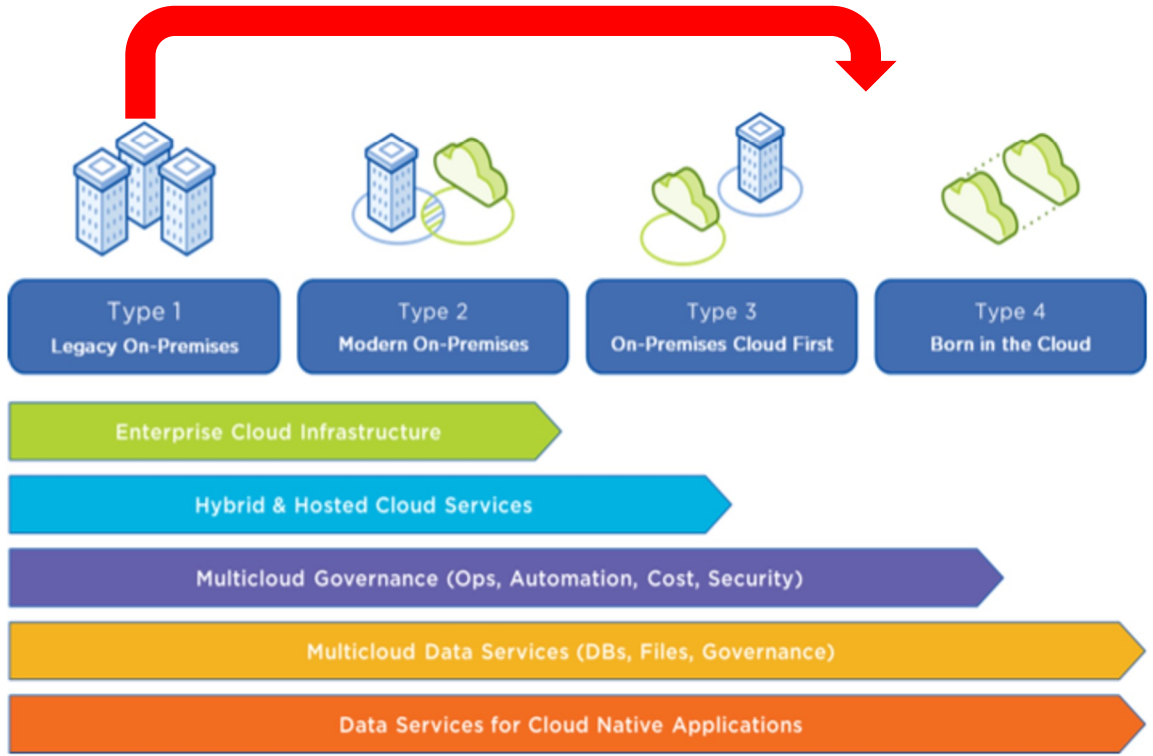 Type 1
Legacy On-Premises
Type 2
Modern On-Premises
Type 3
On-Premises Cloud First
Type 4
Born in the Cloud
Enterprise Cloud Infrastructure
Hybrid & Hosted Cloud Services
Multicloud Governance (Ops, Automation, Cost, Security)
Multicloud Data Services (DBs, Files, Governance)
Data Services for Cloud Native Applications